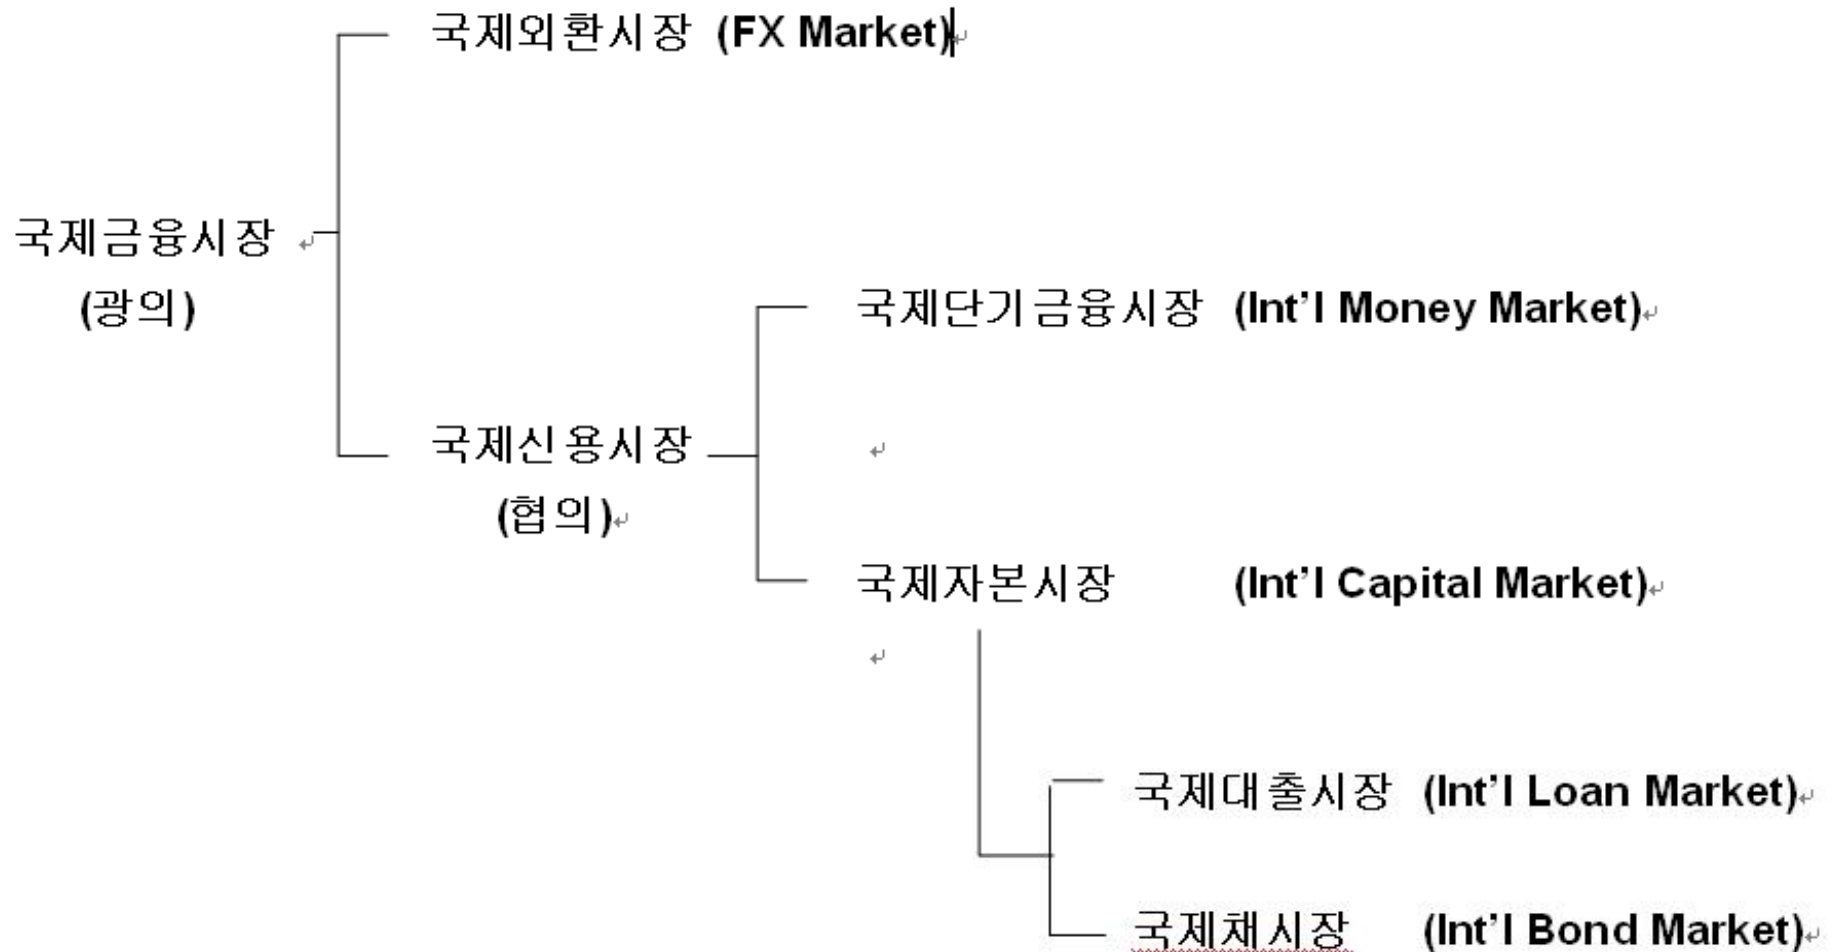 국제외환시장 (FX Market)
국제금융시장
(광의)
국제단기금융시장 (Int'l Money Market)
국제신용시장
(협의)
국제자본시장 (Int'l Capital Market)
국제대출시장 (Int'l Loan Market)
국제채시장 (Int'l Bond Market)